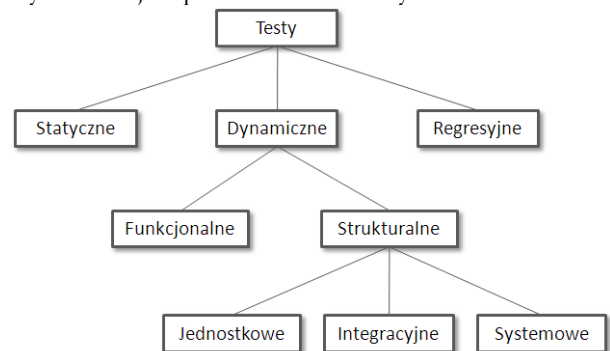 Testy
Statyczne
Dynamiczne
Regresyjne
Funkcjonalne
Strukturalne
Jednostkowe
Integracyjne
Systemowe